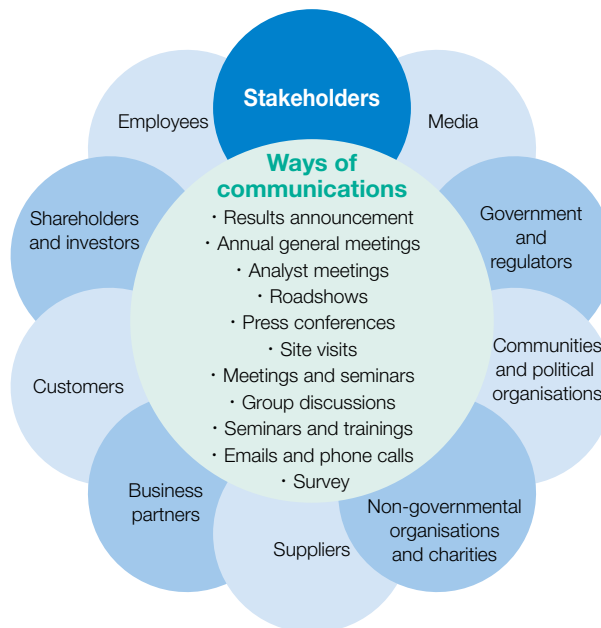 Stakeholders
Employees
Media
Ways of
communications
· Results announcement
· Annual general meetings
· Analyst meetings
· Roadshows
· Press conferences
· Site visits
· Meetings and seminars
· Group discussions
· Seminars and trainings
· Emails and phone calls
· Survey
Shareholders
and investors
Government
and
regulators
Customers
Communities
and political
organisations
Business
partners
Suppliers
Non-governmental
organisations
and charities